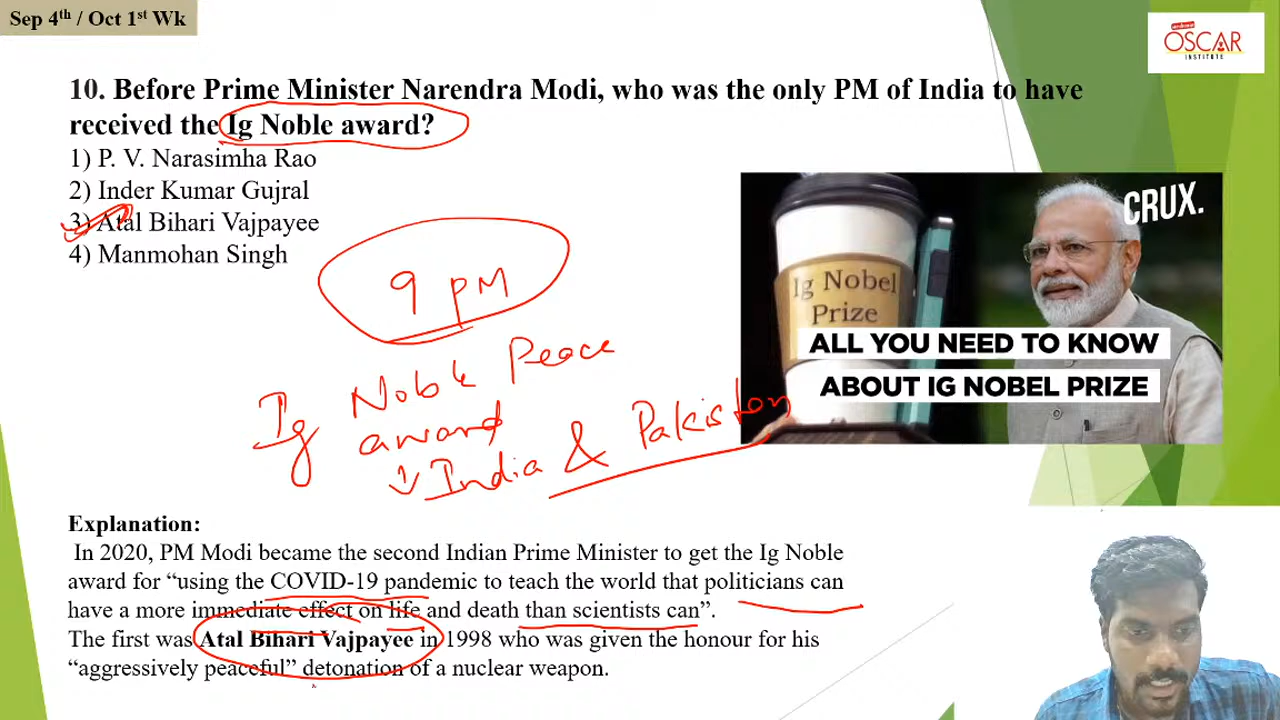 Sep 4th / Oct 1st Wk
OSCAR
INSTITUTE
10. Before Prime Minister Narendra Modi, who was the only PM of India to have
received the Ig Noble award?
1) P. V. Narasimha Rao
2) Inder Kumar Gujral
3) Atal Bihari Vajpayee
4) Manmohan Singh
CRUX.
Ig Nobel
Prize
ALL YOU NEED TO KNOW
ABOUT IG NOBEL PRIZE
9 PM
Ig Noble Peace
award
India & Pakistan
Explanation:
In 2020, PM Modi became the second Indian Prime Minister to get the Ig Noble
award for “using the COVID-19 pandemic to teach the world that politicians can
have a more immediate effect on life and death than scientists can”.
The first was Atal Bihari Vajpayee in 1998 who was given the honour for his
“aggressively peaceful” detonation of a nuclear weapon.